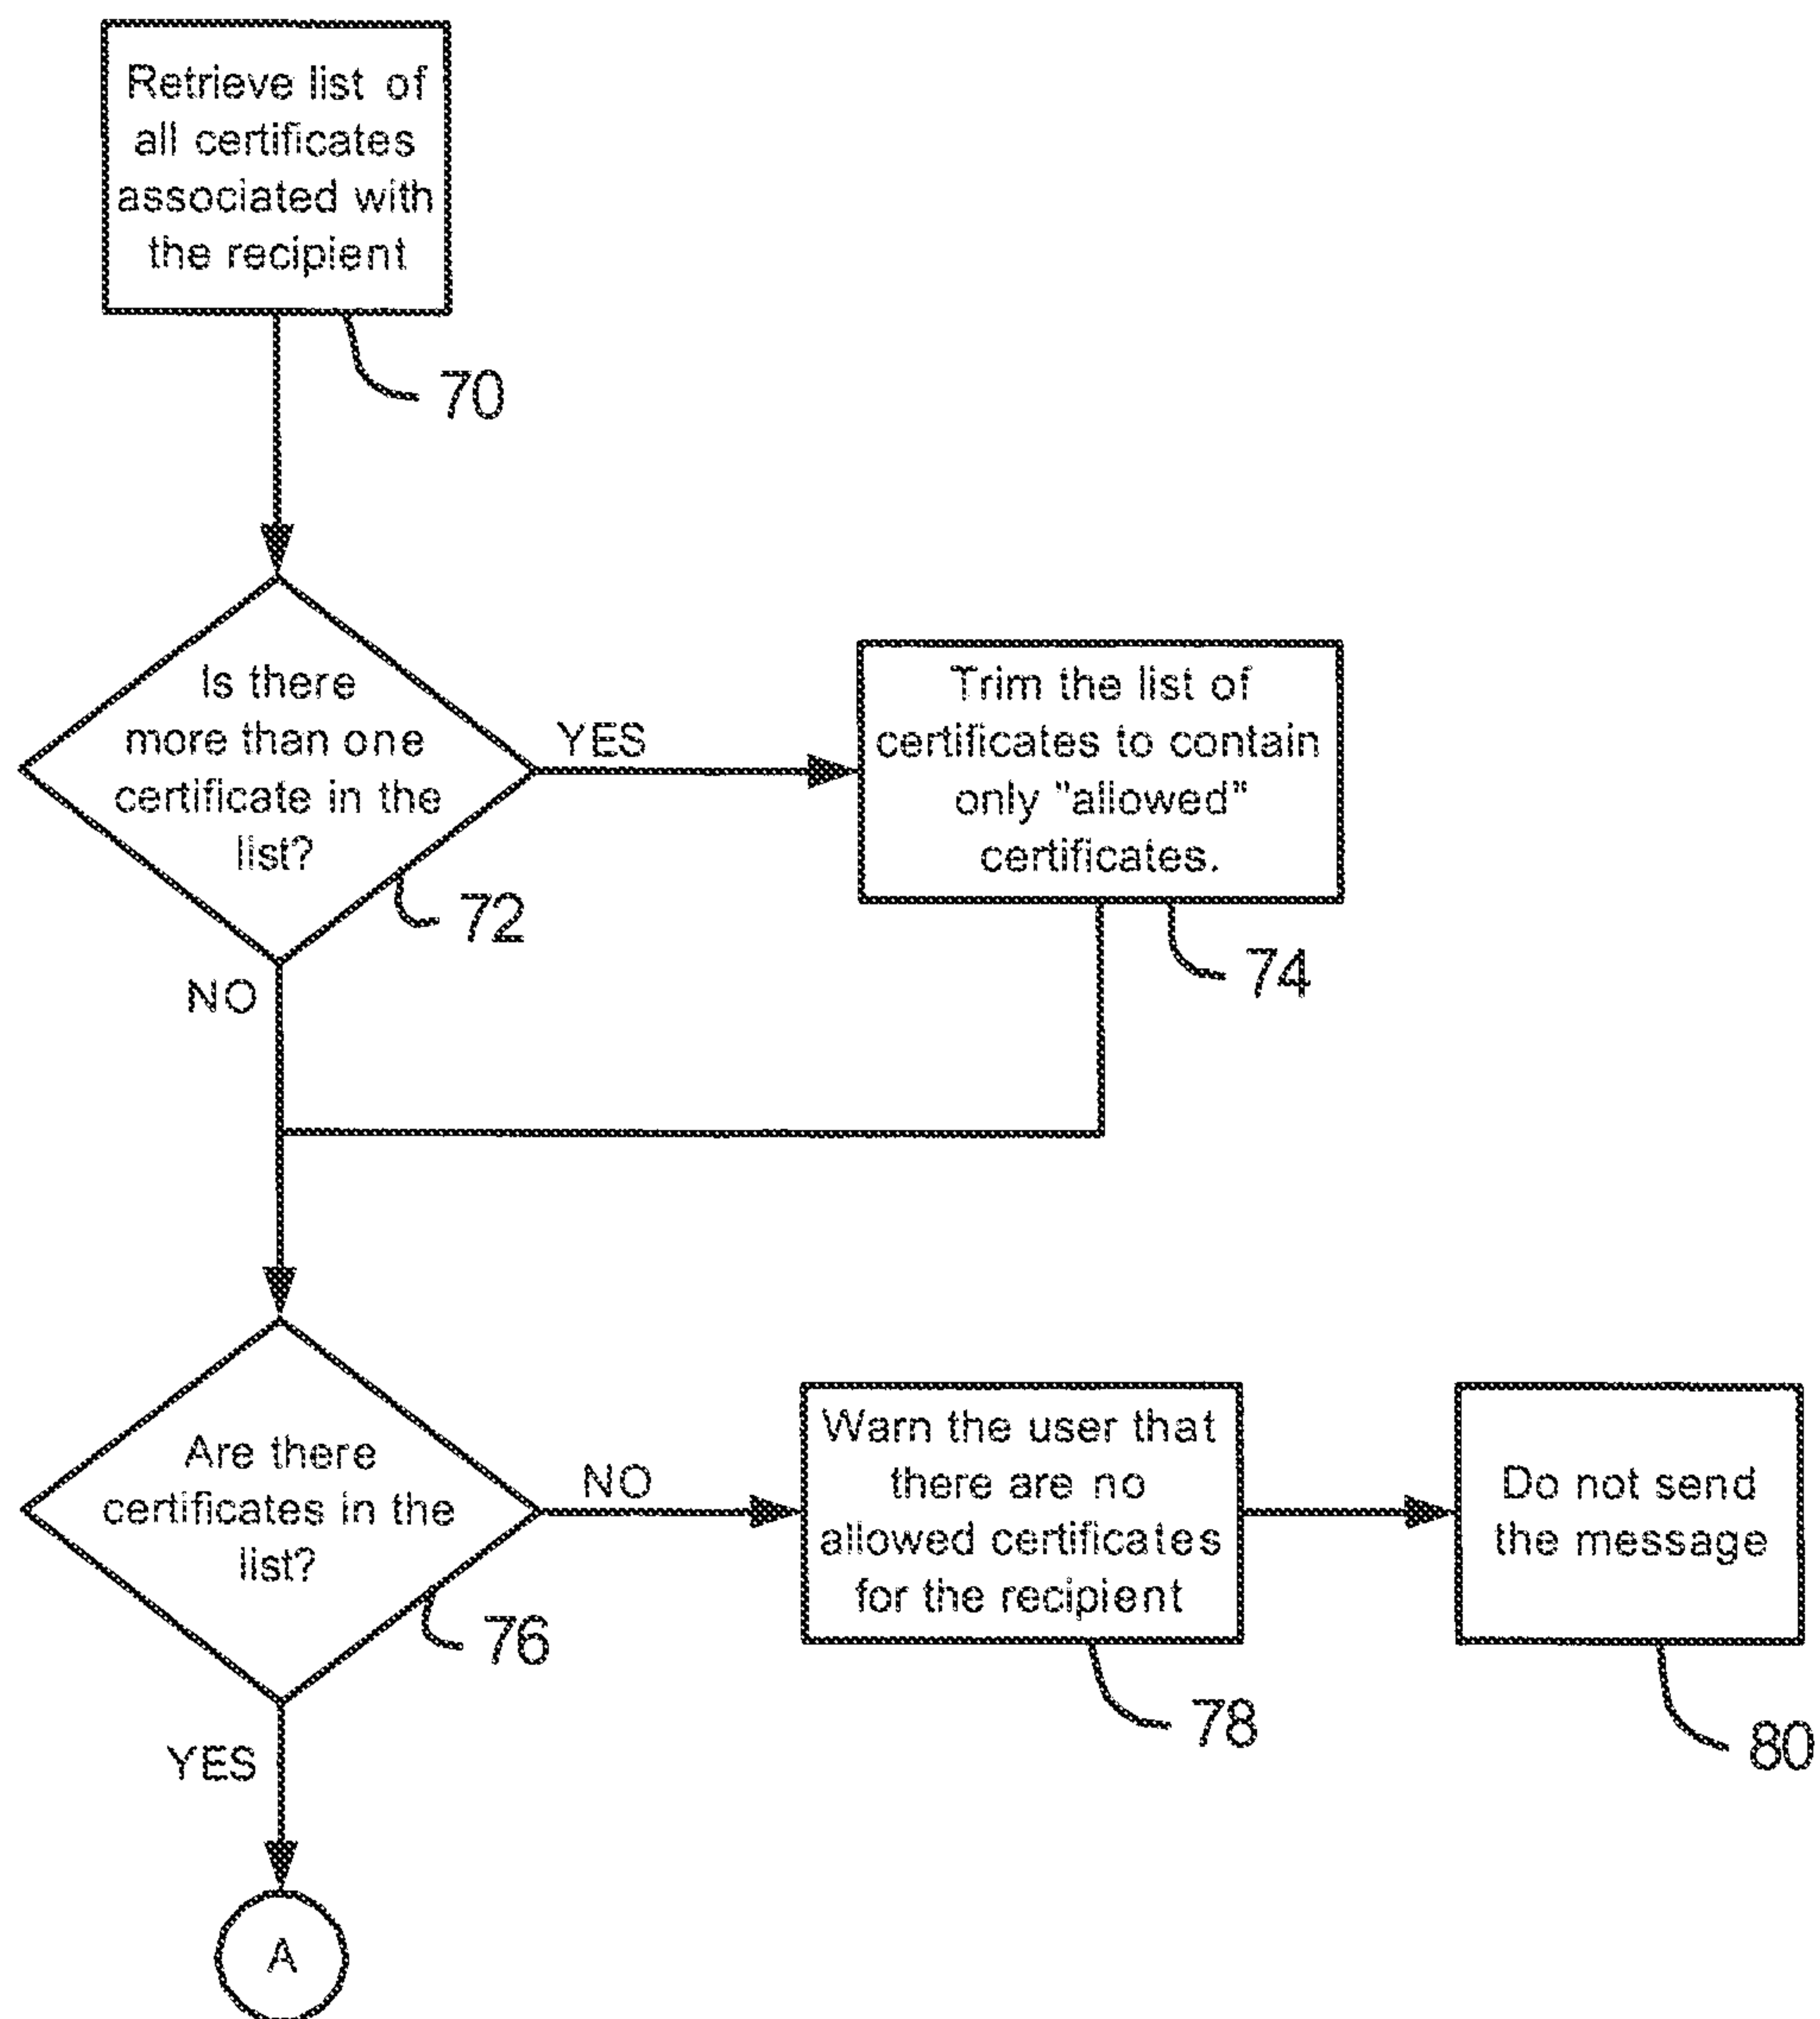 Retrieve list of
all certificates
associated with
the recipient
70
Is there
more than one
certificate in the
list?
72
YES
Trim the list of
certificates to contain
only "allowed"
certificates.
74
NO
Are there
certificates in the
list?
76
NO
Warn the user that
there are no
allowed certificates
for the recipient
78
Do not send
the message
80
YES
A